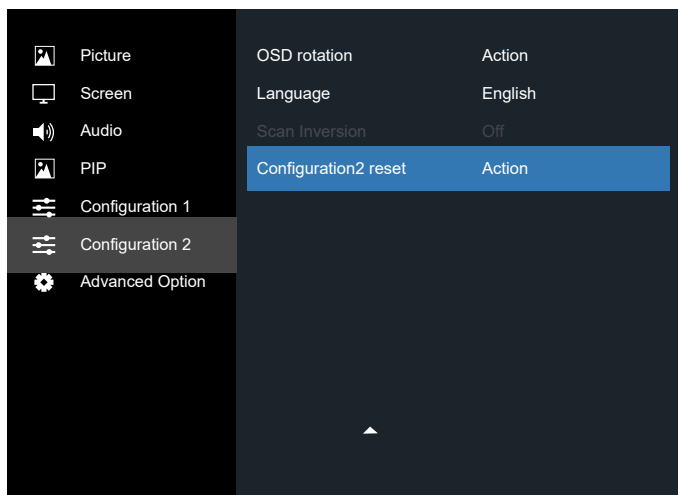 Picture
Screen
Audio
PIP
Configuration 1
Configuration 2
Advanced Option
OSD rotation Action
Language English
Scan Inversion Off
Configuration2 reset Action